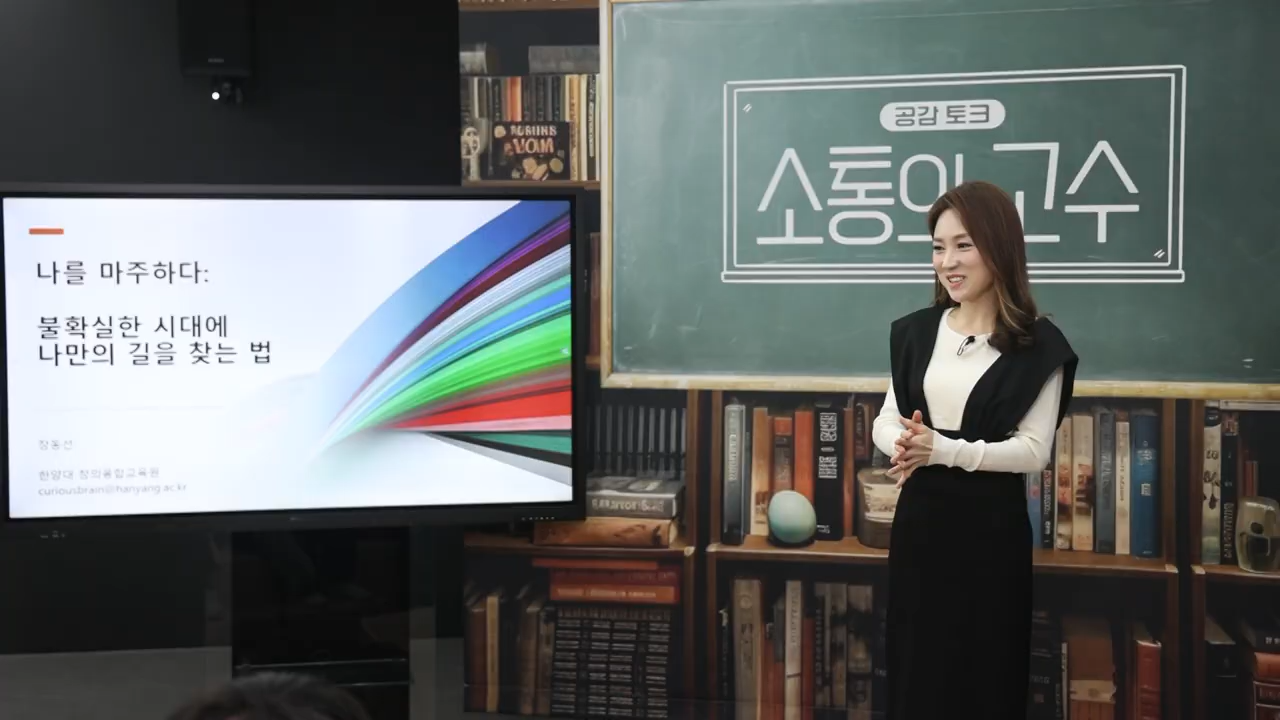 공감 토크
소통의 고수
나를 마주하다:
불확실한 시대에
나만의 길을 찾는 법
장동선
한양대 창의융합교육원
curiousbrain@hanyang.ac.kr